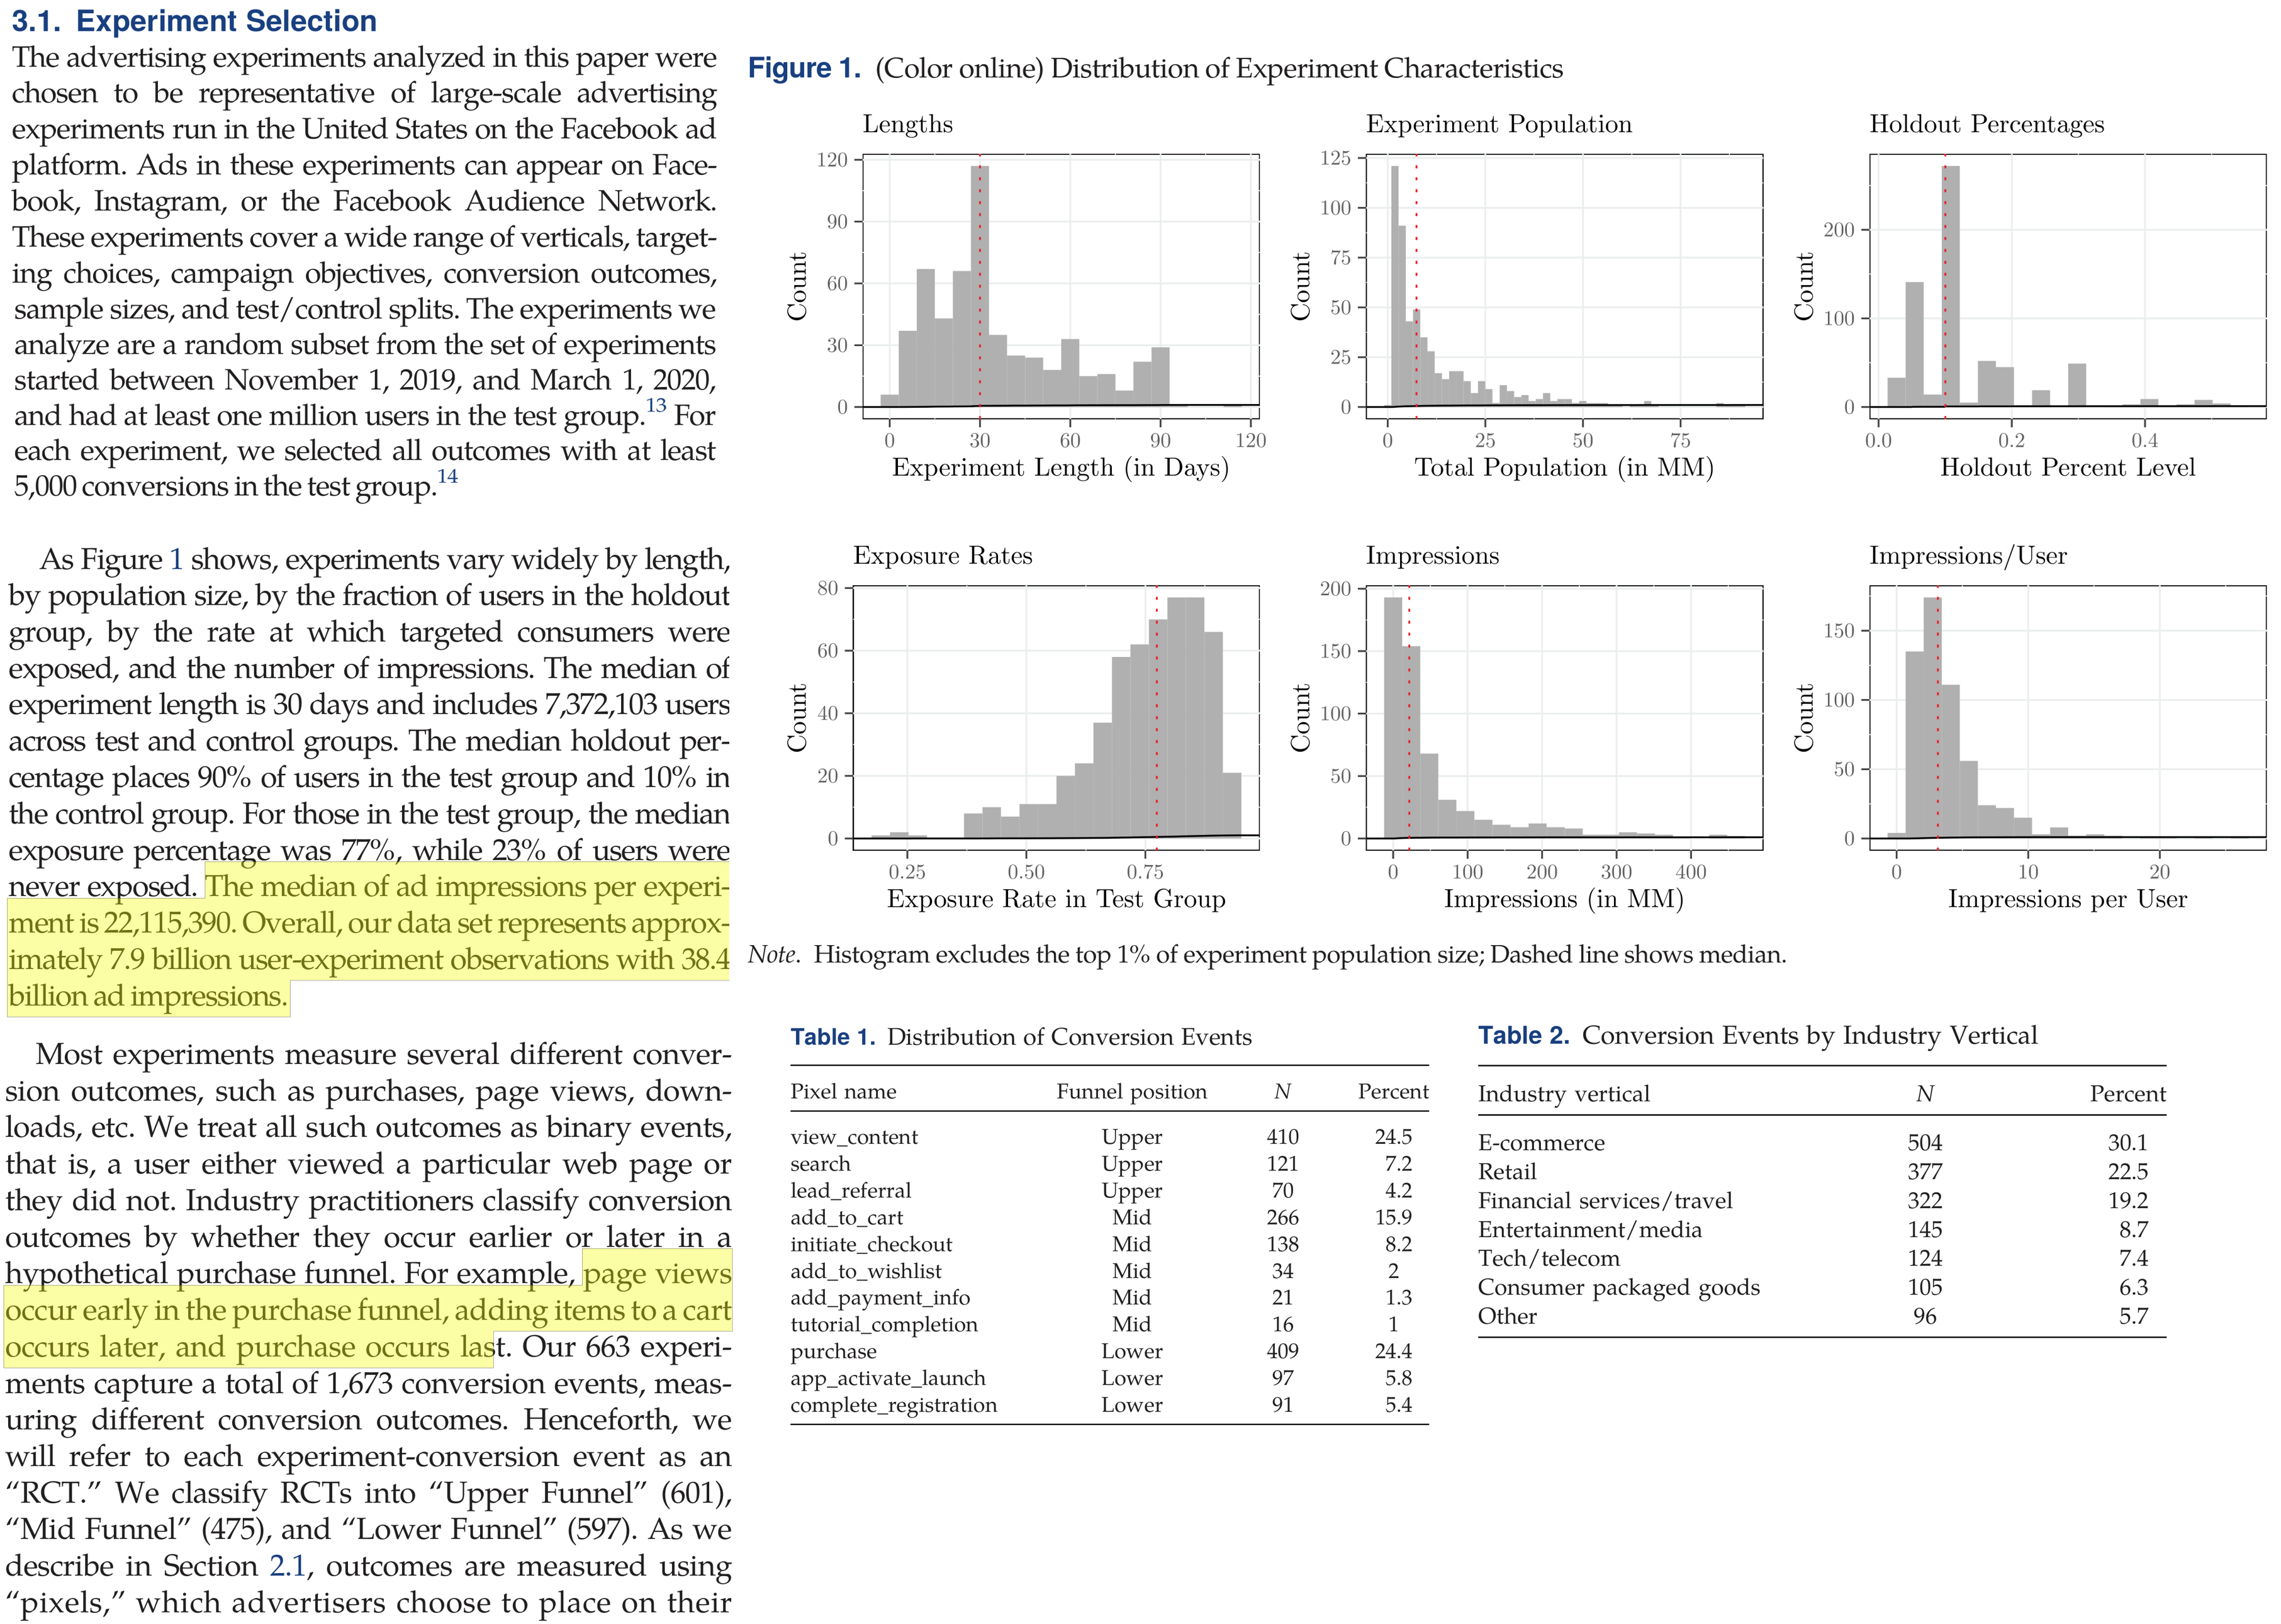 3.1. Experiment Selection
The advertising experiments analyzed in this paper were
chosen to be representative of large-scale advertising
experiments run in the United States on the Facebook ad
platform. Ads in these experiments can appear on Face-
book, Instagram, or the Facebook Audience Network.
These experiments cover a wide range of verticals, target-
ing choices, campaign objectives, conversion outcomes,
sample sizes, and test/control splits. The experiments we
analyze are a random subset from the set of experiments
started between November 1, 2019, and March 1, 2020,
and had at least one million users in the test group.13 For
each experiment, we selected all outcomes with at least
5,000 conversions in the test group.14
As Figure 1 shows, experiments vary widely by length,
by population size, by the fraction of users in the holdout
group, by the rate at which targeted consumers were
exposed, and the number of impressions. The median of
experiment length is 30 days and includes 7,372,103 users
across test and control groups. The median holdout per-
centage places 90% of users in the test group and 10% in
the control group. For those in the test group, the median
exposure percentage was 77%, while 23% of users were
never exposed. The median of ad impressions per experi-
ment is 22,115,390. Overall, our data set represents approx-
imately 7.9 billion user-experiment observations with 38.4
billion ad impressions.
Most experiments measure several different conver-
sion outcomes, such as purchases, page views, down-
loads, etc. We treat all such outcomes as binary events,
that is, a user either viewed a particular web page or
they did not. Industry practitioners classify conversion
outcomes by whether they occur earlier or later in a
hypothetical purchase funnel. For example, page views
occur early in the purchase funnel, adding items to a cart
occurs later, and purchase occurs last. Our 663 experi-
ments capture a total of 1,673 conversion events, meas-
uring different conversion outcomes. Henceforth, we
will refer to each experiment-conversion event as an
“RCT.” We classify RCTs into “Upper Funnel” (601),
“Mid Funnel” (475), and “Lower Funnel” (597). As we
describe in Section 2.1, outcomes are measured using
“pixels,” which advertisers choose to place on their
Figure 1. (Color online) Distribution of Experiment Characteristics
Lengths
120
90
60
30
0
Count
0 30 60 90 120
Experiment Length (in Days)
Experiment Population
125
100
75
50
25
0
Count
0 25 50 75
Total Population (in MM)
Holdout Percentages
200
100
0
Count
0.0 0.2 0.4
Holdout Percent Level
Exposure Rates
80
60
40
20
0
Count
0.25 0.50 0.75
Exposure Rate in Test Group
Impressions
200
150
100
50
0
Count
0 100 200 300 400
Impressions (in MM)
Impressions/User
150
100
50
0
Count
0 10 20
Impressions per User
Note. Histogram excludes the top 1% of experiment population size; Dashed line shows median.
Table 1. Distribution of Conversion Events
Pixel name Funnel position N Percent
view_content Upper 410 24.5
search Upper 121 7.2
lead_referral Upper 70 4.2
add_to_cart Mid 266 15.9
initiate_checkout Mid 138 8.2
add_to_wishlist Mid 34 2
add_payment_info Mid 21 1.3
tutorial_completion Mid 16 1
purchase Lower 409 24.4
app_activate_launch Lower 97 5.8
complete_registration Lower 91 5.4
Table 2. Conversion Events by Industry Vertical
Industry vertical N Percent
E-commerce 504 30.1
Retail 377 22.5
Financial services/travel 322 19.2
Entertainment/media 145 8.7
Tech/telecom 124 7.4
Consumer packaged goods 105 6.3
Other 96 5.7